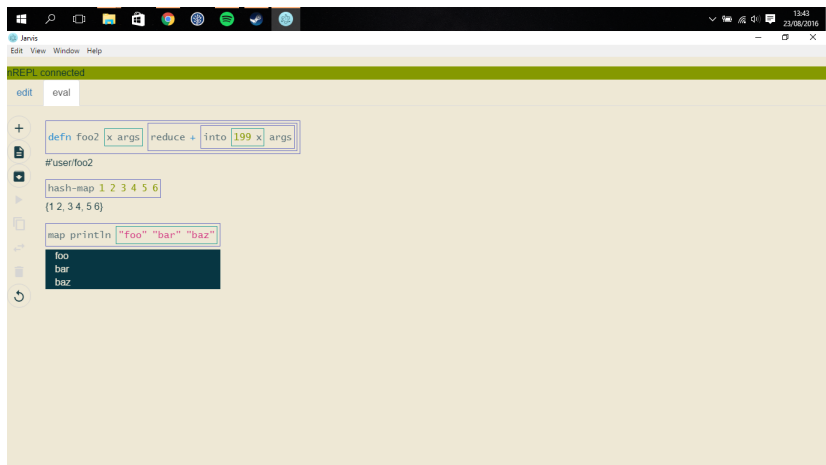 13:43
23/08/2016
Jarvis
Edit View Window Help
nREPL connected
edit eval
defn foo2 x args reduce + into 199 x args
#'user/foo2
hash-map 1 2 3 4 5 6
{1 2, 3 4, 5 6}
map println "foo" "bar" "baz"
foo
bar
baz